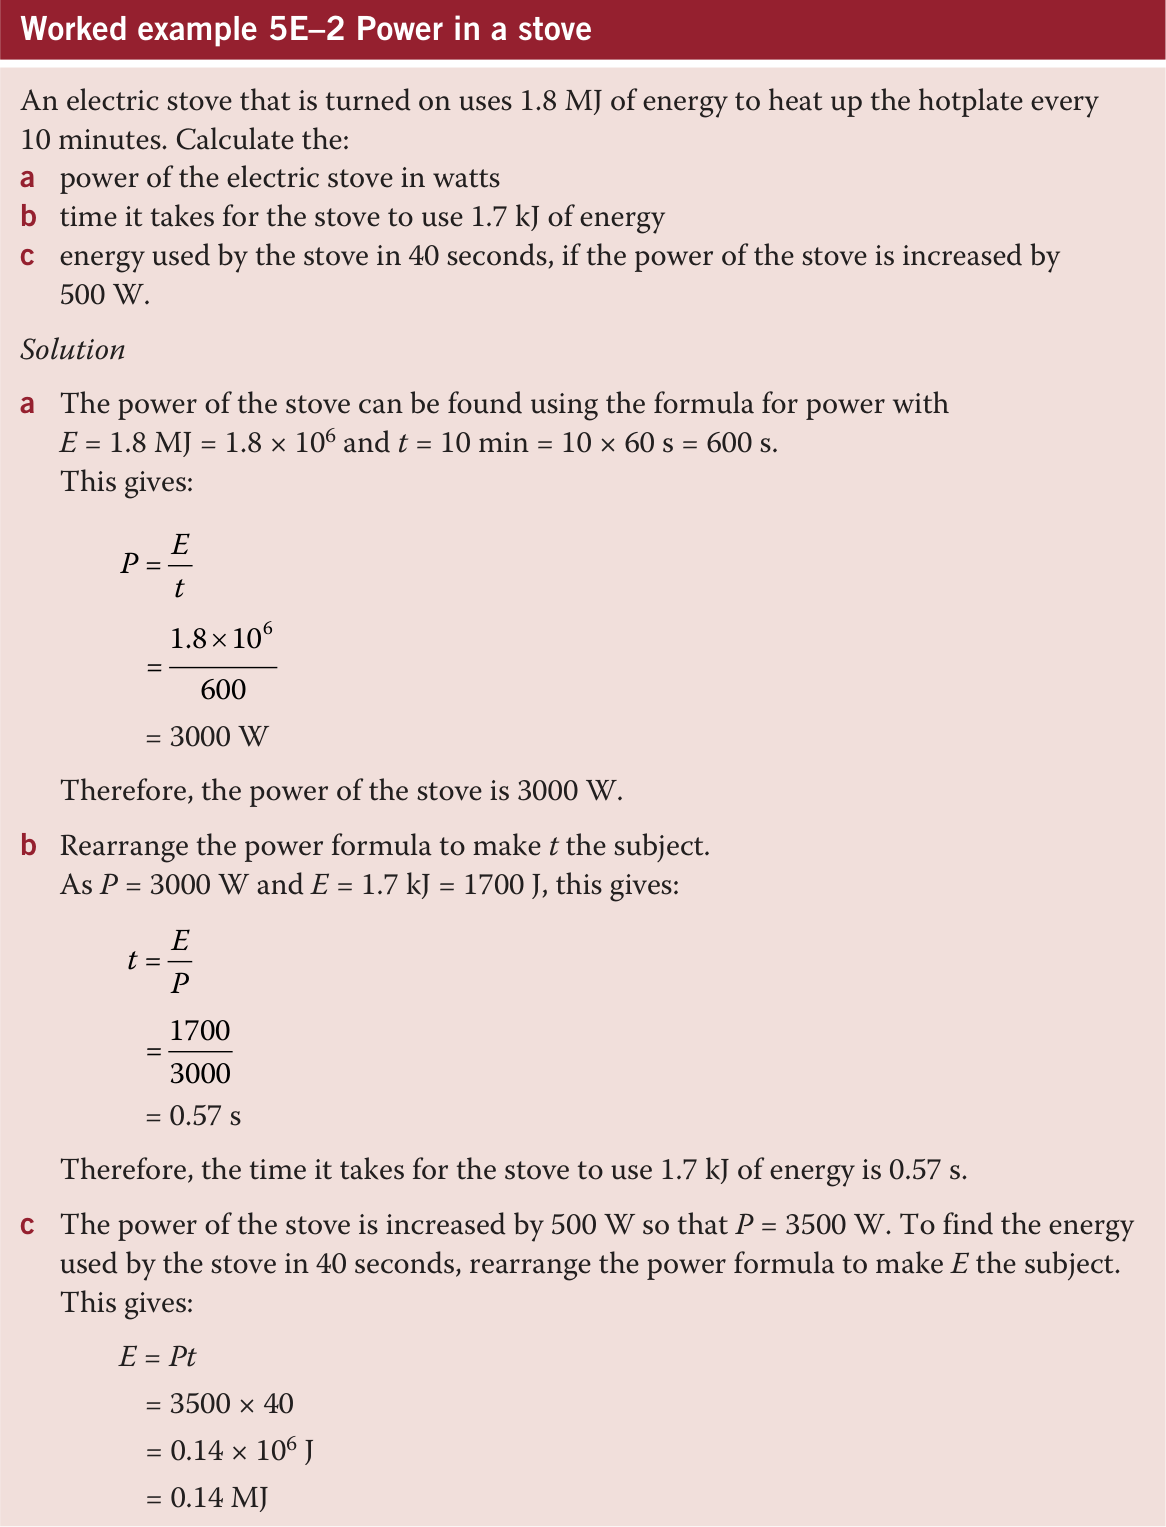 Worked example 5E–2 Power in a stove
An electric stove that is turned on uses 1.8 MJ of energy to heat up the hotplate every
10 minutes. Calculate the:
a power of the electric stove in watts
b time it takes for the stove to use 1.7 kJ of energy
c energy used by the stove in 40 seconds, if the power of the stove is increased by
500 W.
Solution
a The power of the stove can be found using the formula for power with
E = 1.8 MJ = 1.8 × 10⁶ and t = 10 min = 10 × 60 s = 600 s.
This gives:
P = E/t
= 1.8×10⁶/600
= 3000 W
Therefore, the power of the stove is 3000 W.
b Rearrange the power formula to make t the subject.
As P = 3000 W and E = 1.7 kJ = 1700 J, this gives:
t = E/P
= 1700/3000
= 0.57 s
Therefore, the time it takes for the stove to use 1.7 kJ of energy is 0.57 s.
c The power of the stove is increased by 500 W so that P = 3500 W. To find the energy
used by the stove in 40 seconds, rearrange the power formula to make E the subject.
This gives:
E = Pt
= 3500 × 40
= 0.14 × 10⁶ J
= 0.14 MJ